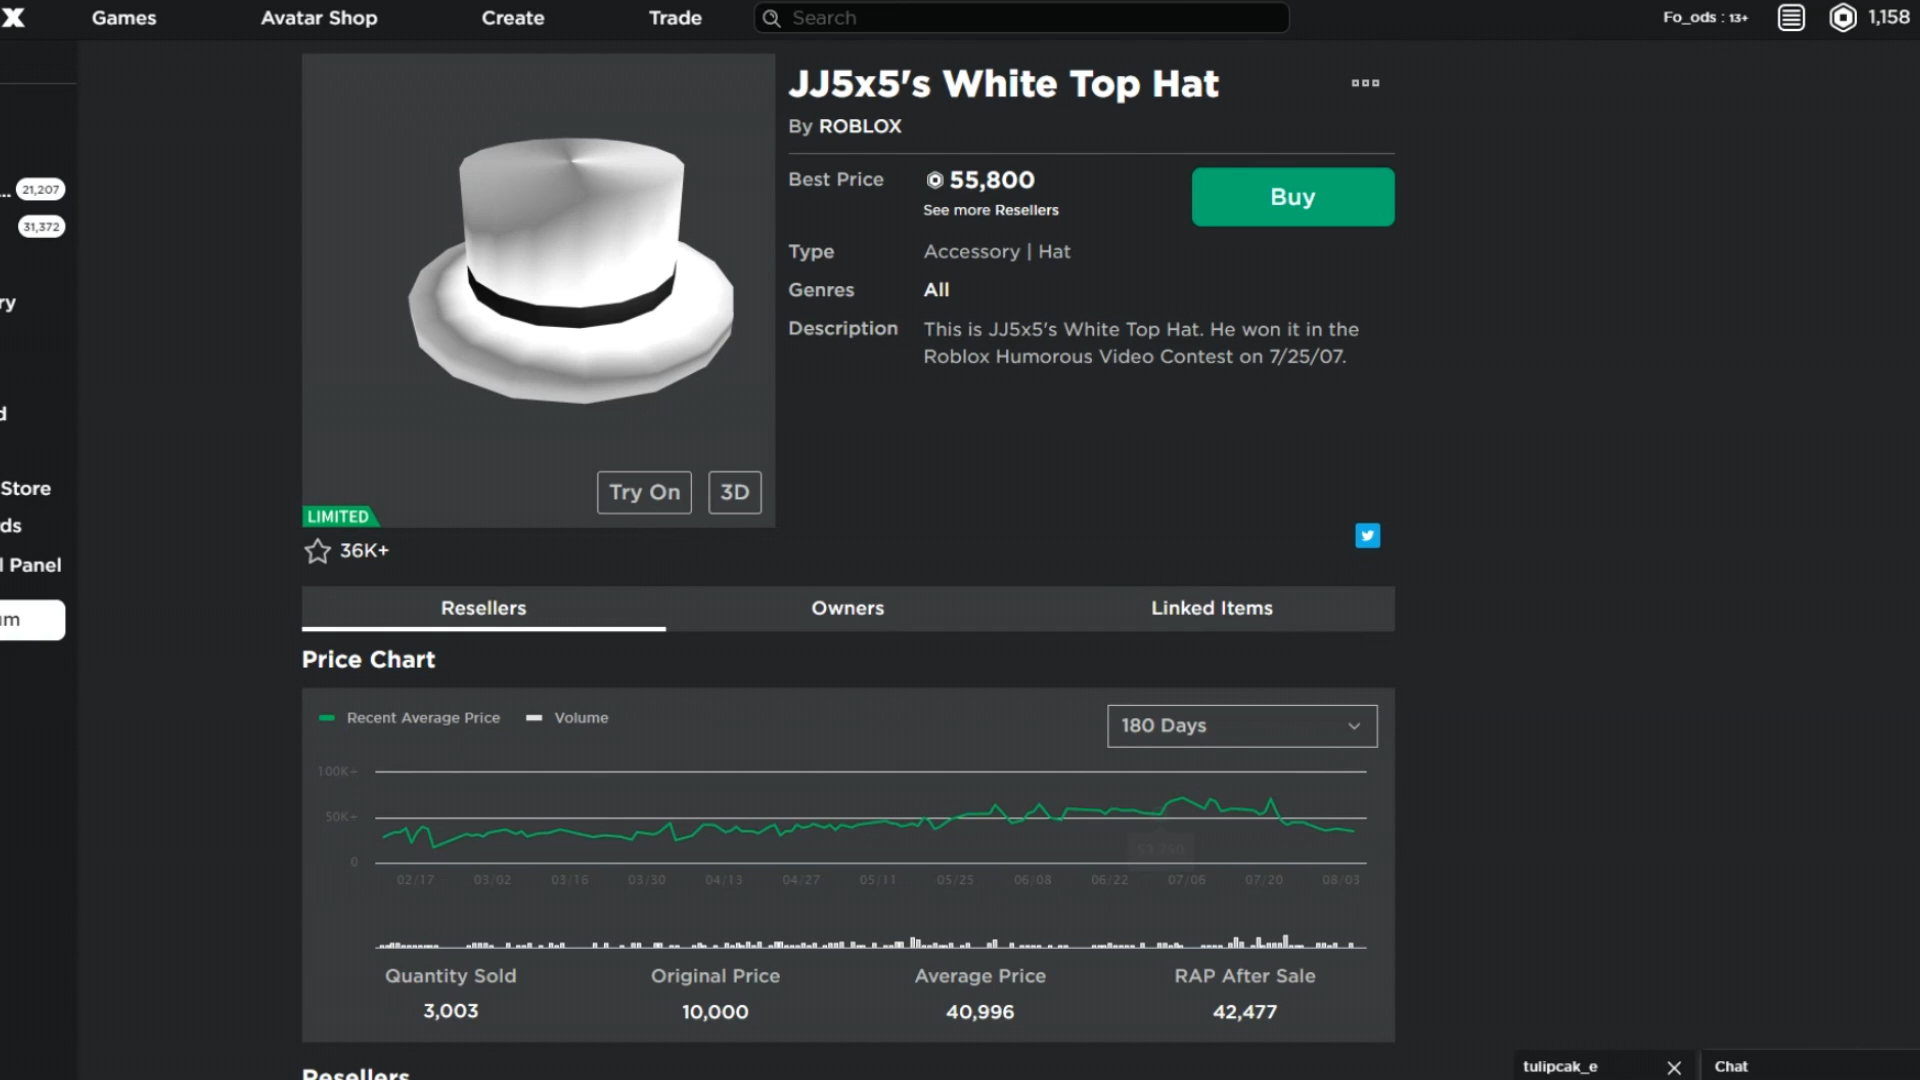 X Games Avatar Shop Create Trade Search Fo_ods : 13+ 1,158
... 21,207
31,372
ry
d
Store
ds
l Panel
JJ5x5's White Top Hat
By ROBLOX
Best Price 55,800
See more Resellers
Buy
Type Accessory | Hat
Genres All
Description This is JJ5x5's White Top Hat. He won it in the
Roblox Humorous Video Contest on 7/25/07.
Try On 3D
LIMITED
36K+
um
Resellers Owners Linked Items
Price Chart
Recent Average Price Volume
180 Days
100K+
50K+
0
02/17 03/02 03/16 03/30 04/13 04/27 05/11 05/25 06/08 06/22 07/06 07/20 08/03
Quantity Sold Original Price Average Price RAP After Sale
3,003 10,000 40,996 42,477
Resellers
tulipcak_e X Chat